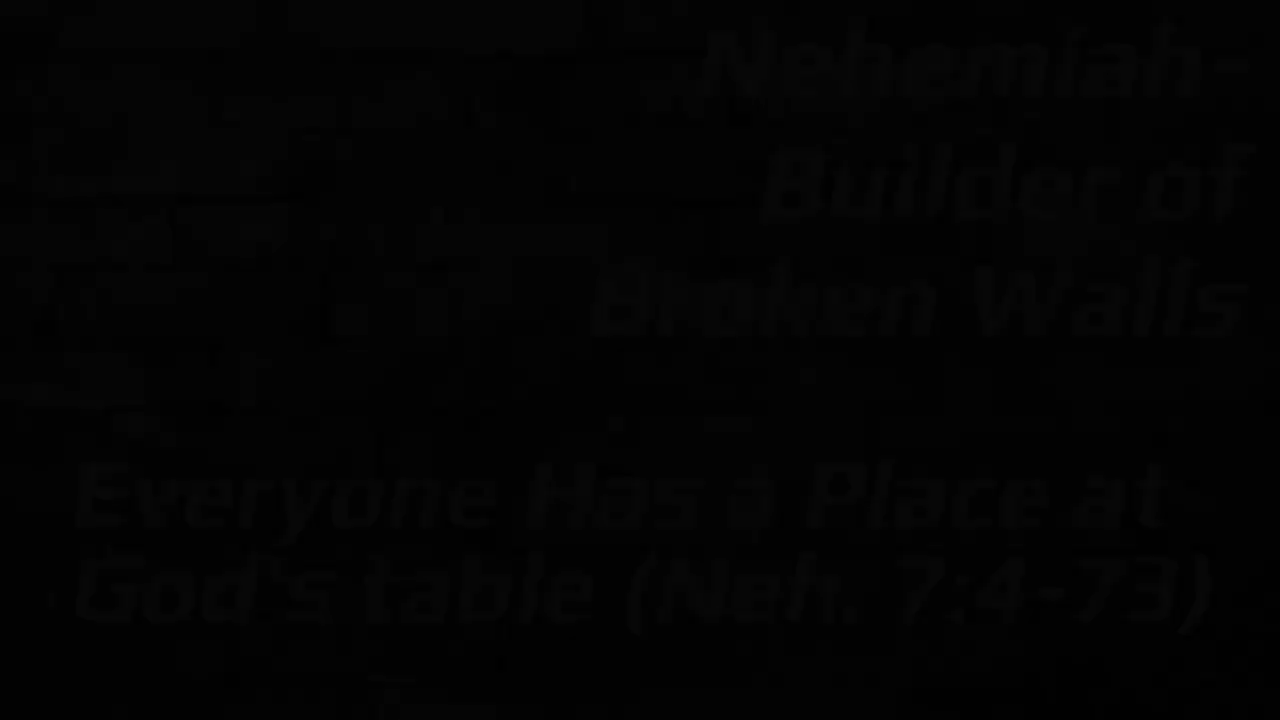 Nehemiah-
Builder of
Broken Walls
Everyone Has a Place at
God's table (Neh. 7:4-73)